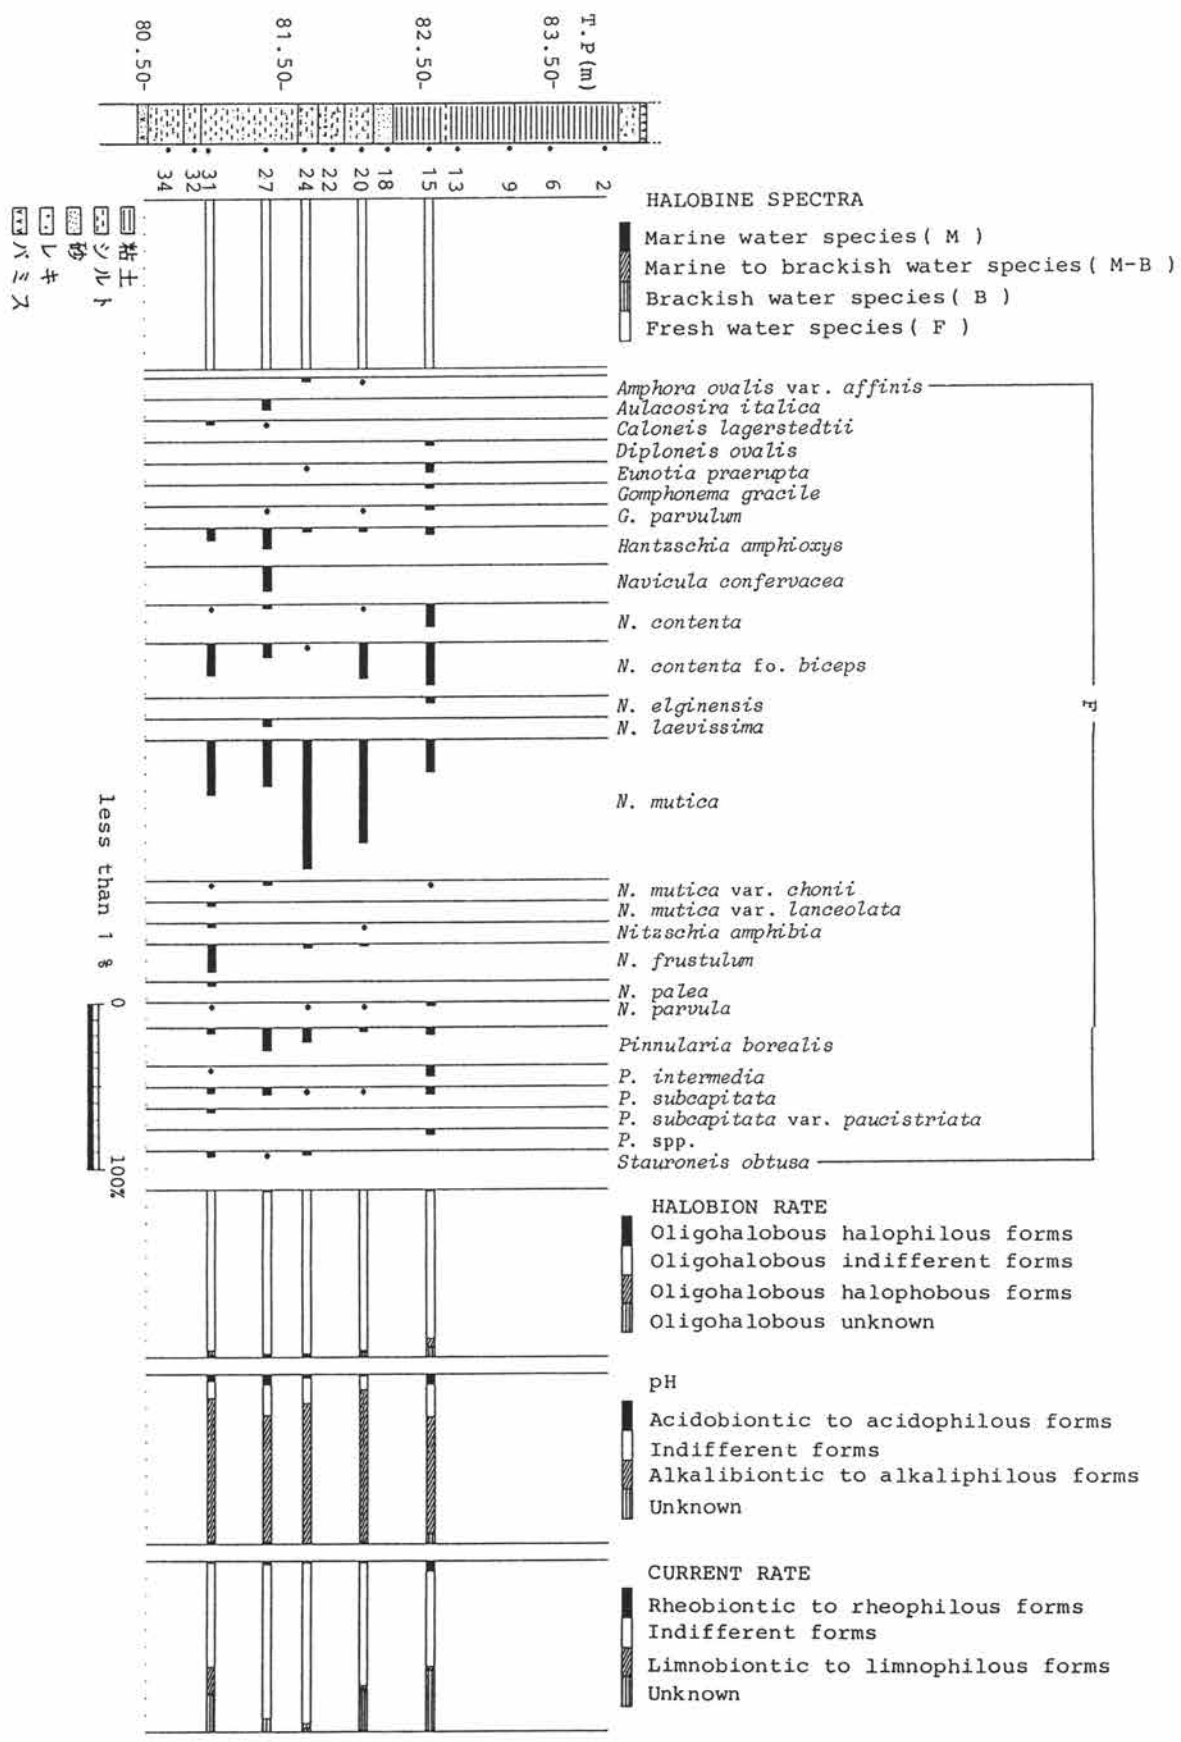 T.P(m)
83.50-
82.50-
81.50-
80.50-
2
6
9
13
15
18
20
22
24
27
31
32
34
粘土
シルト
砂
レキ
パミス
HALOBINE SPECTRA
Marine water species( M )
Marine to brackish water species( M-B )
Brackish water species( B )
Fresh water species( F )
Amphora ovalis var. affinis
Aulacosira italica
Caloneis lagerstedtii
Diploneis ovalis
Eunotia praerupta
Gomphonema gracile
G. parvulum
Hantzschia amphioxys
Navicula confervacea
N. contenta
N. contenta fo. biceps
N. elginensis
N. laevissima
N. mutica
N. mutica var. chonii
N. mutica var. lanceolata
Nitzschia amphibia
N. frustulum
N. palea
N. parvula
Pinnularia borealis
P. intermedia
P. subcapitata
P. subcapitata var. paucistriata
P. spp.
Stauroneis obtusa
F
less than 1 %
0
100%
HALOBION RATE
Oligohalobous halophilous forms
Oligohalobous indifferent forms
Oligohalobous halophobous forms
Oligohalobous unknown
pH
Acidobiontic to acidophilous forms
Indifferent forms
Alkalibiontic to alkaliphilous forms
Unknown
CURRENT RATE
Rheobiontic to rheophilous forms
Indifferent forms
Limnobiontic to limnophilous forms
Unknown